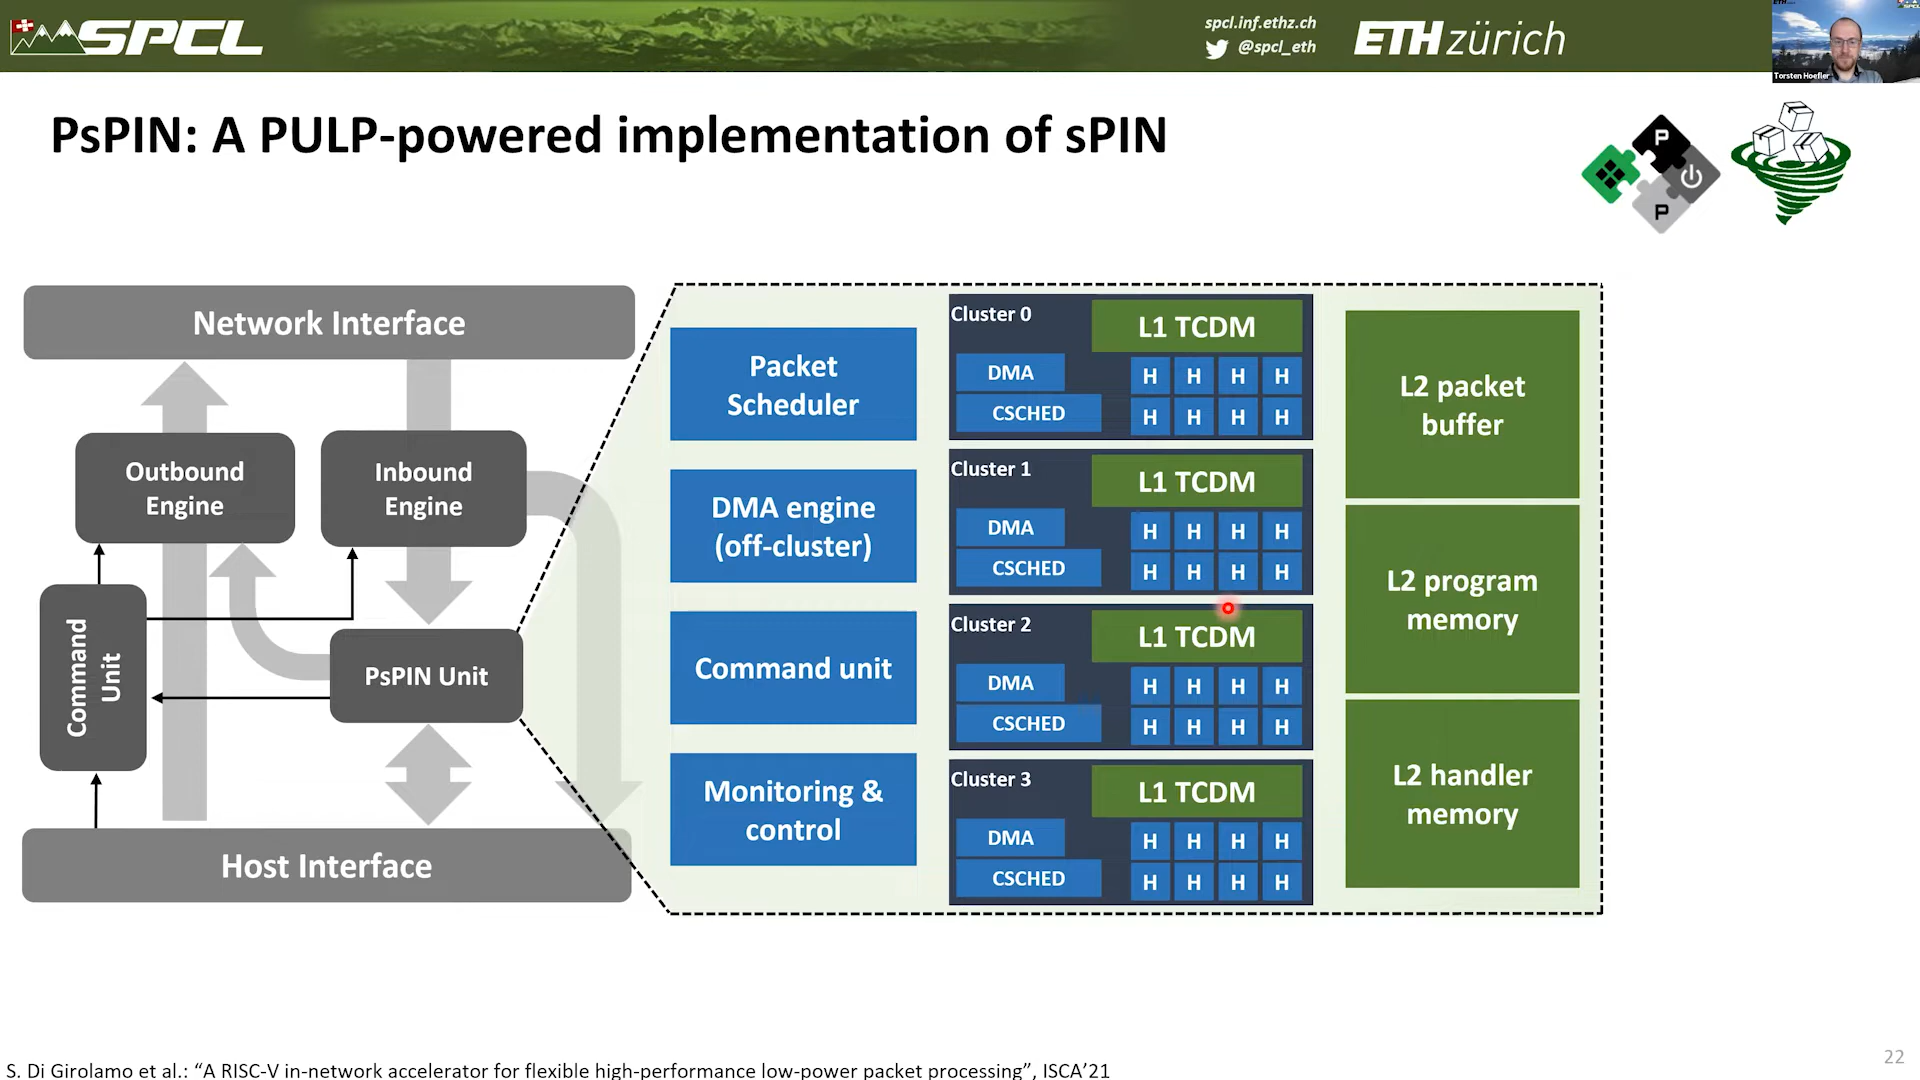 SPCL
spcl.inf.ethz.ch
@spcl_eth
ETH zürich
Torsten Hoefler
PsPIN: A PULP-powered implementation of sPIN
P
P
Network Interface
Outbound
Engine
Inbound
Engine
Command
Unit
PsPIN Unit
Host Interface
Packet
Scheduler
DMA engine
(off-cluster)
Command unit
Monitoring &
control
Cluster 0
L1 TCDM
DMA
H H H H
CSCHED
H H H H
Cluster 1
L1 TCDM
DMA
H H H H
CSCHED
H H H H
Cluster 2
L1 TCDM
DMA
H H H H
CSCHED
H H H H
Cluster 3
L1 TCDM
DMA
H H H H
CSCHED
H H H H
L2 packet
buffer
L2 program
memory
L2 handler
memory
22
S. Di Girolamo et al.: “A RISC-V in-network accelerator for flexible high-performance low-power packet processing”, ISCA’21